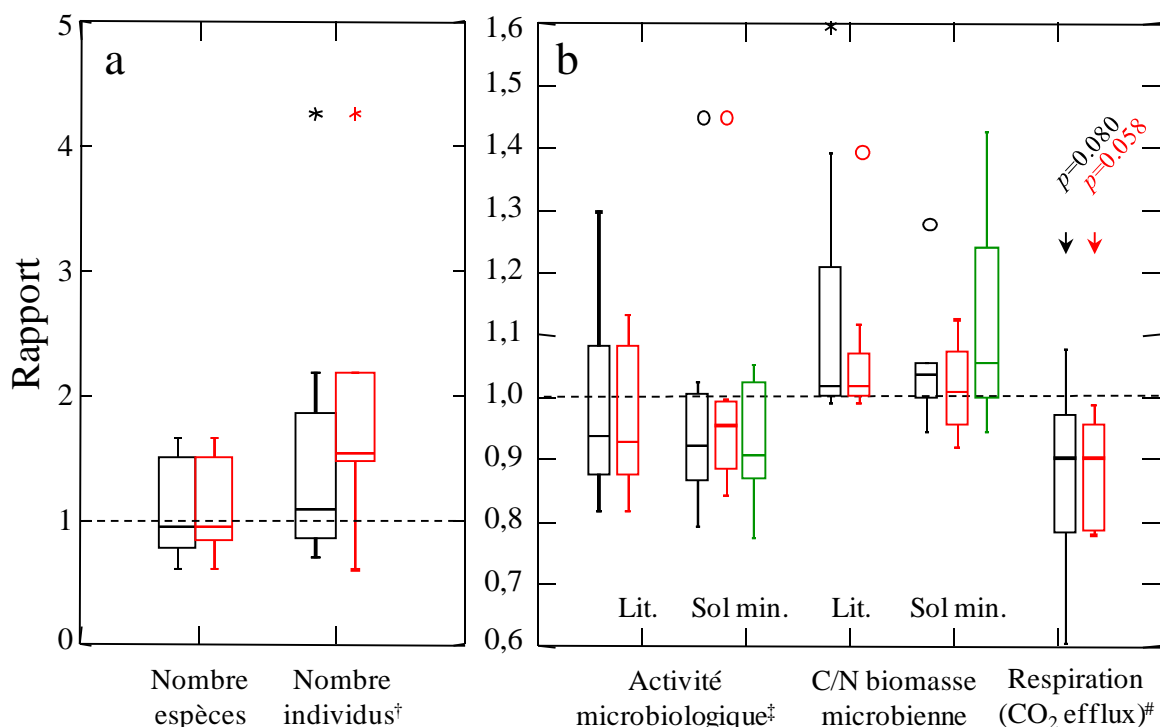 a
b
Rapport
5
4
3
2
1
0
1,6
1,5
1,4
1,3
1,2
1,1
1,0
0,9
0,8
0,7
0,6
p=0.080
p=0.058
Lit.
Sol min.
Lit.
Sol min.
Nombre
espèces
Nombre
individus†
Activité
microbiologique‡
C/N biomasse
microbienne
Respiration
(CO2 efflux)#